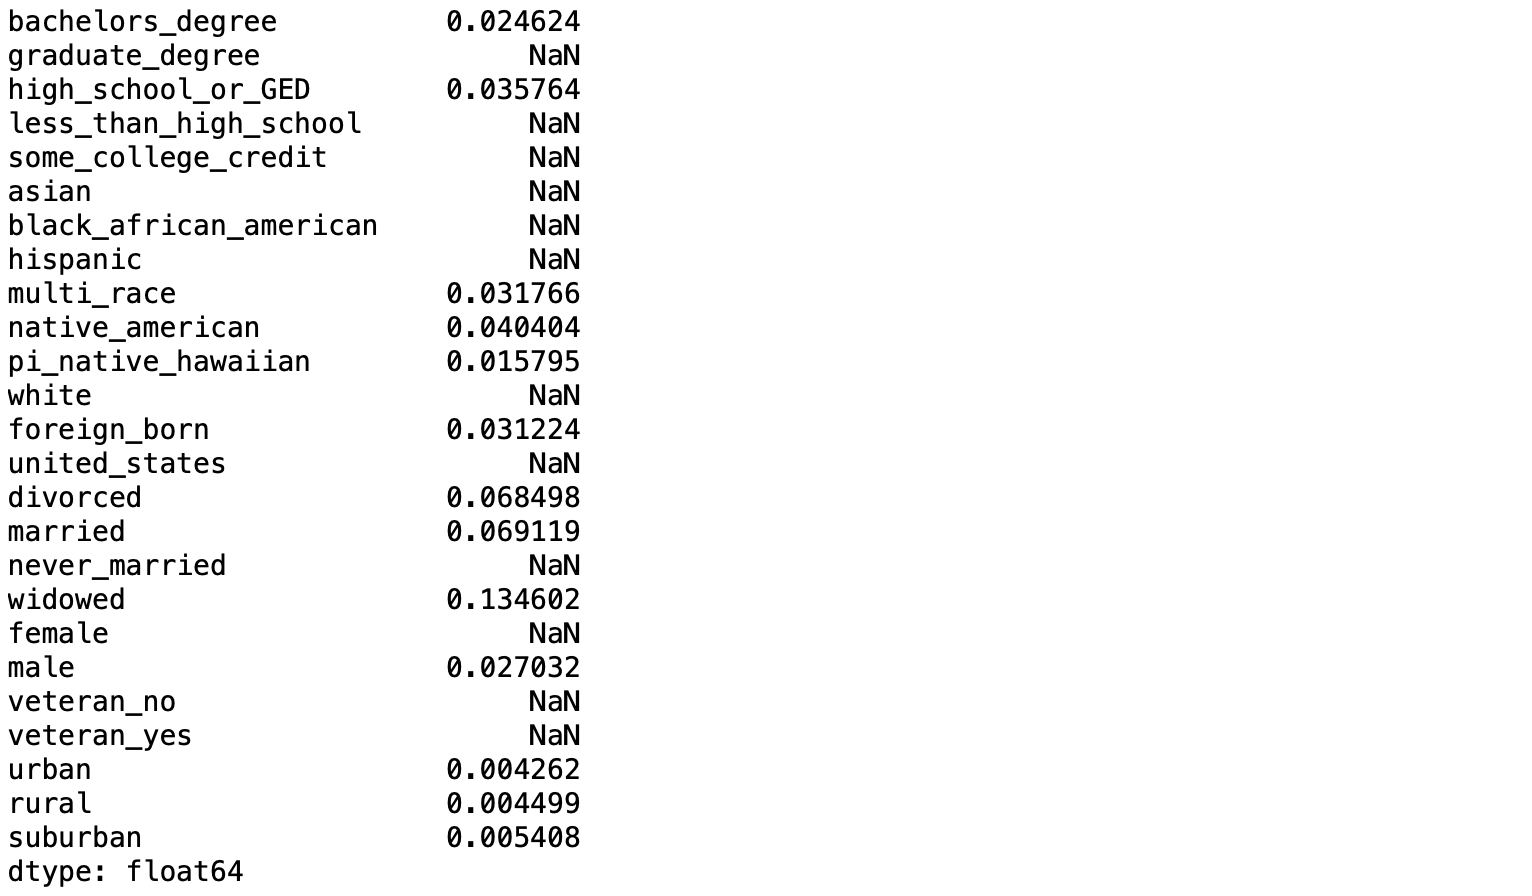 bachelors_degree          0.024624
graduate_degree                NaN
high_school_or_GED        0.035764
less_than_high_school          NaN
some_college_credit            NaN
asian                          NaN
black_african_american         NaN
hispanic                       NaN
multi_race                0.031766
native_american           0.040404
pi_native_hawaiian        0.015795
white                          NaN
foreign_born              0.031224
united_states                  NaN
divorced                  0.068498
married                   0.069119
never_married                  NaN
widowed                   0.134602
female                         NaN
male                      0.027032
veteran_no                     NaN
veteran_yes                    NaN
urban                     0.004262
rural                     0.004499
suburban                  0.005408
dtype: float64